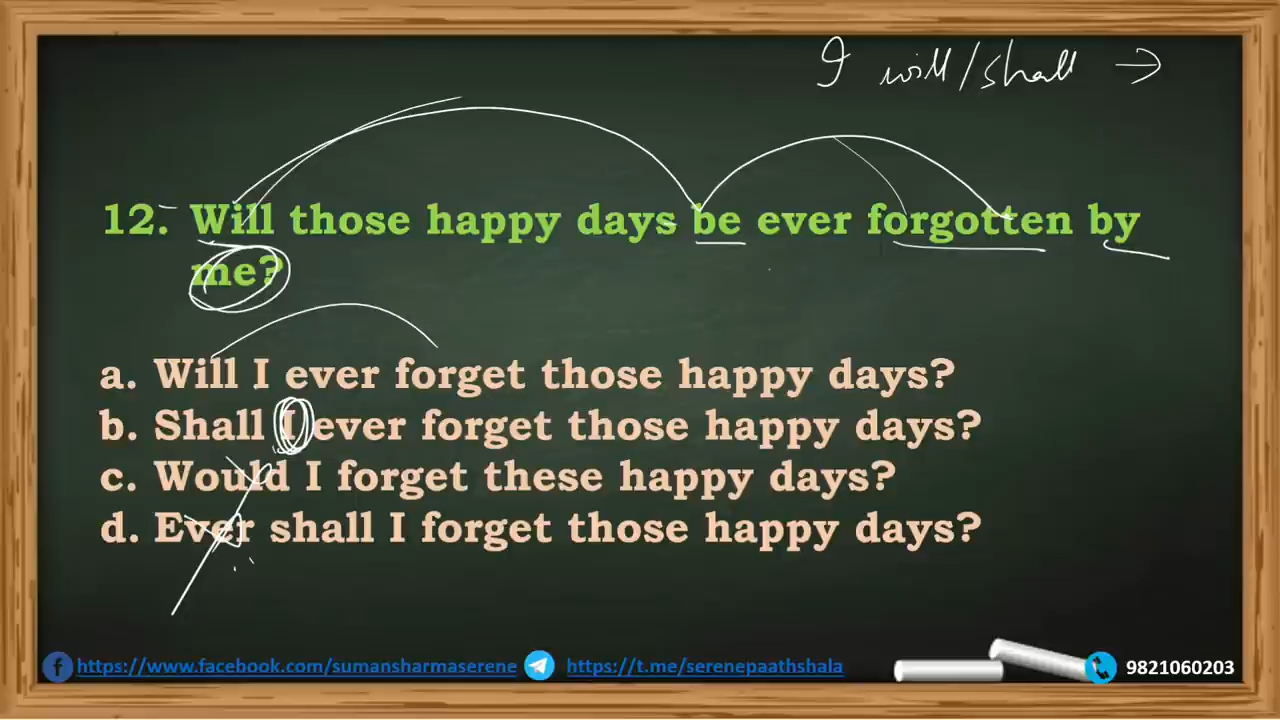 I will/shall →
12. Will those happy days be ever forgotten by
me?
a. Will I ever forget those happy days?
b. Shall I ever forget those happy days?
c. Would I forget these happy days?
d. Ever shall I forget those happy days?
https://www.facebook.com/sumansharmaserene https://t.me/serenepaathshala 9821060203